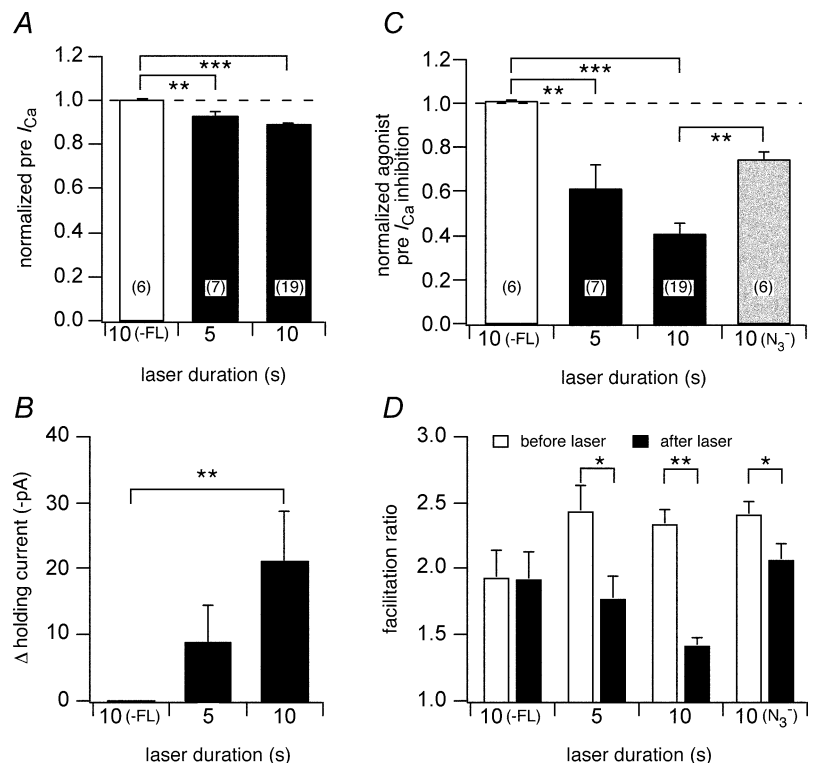 A
normalized pre ICa
1.2
1.0
0.8
0.6
0.4
0.2
0.0
***
**
(6)
(7)
(19)
10 (-FL)
5
10
laser duration (s)
C
normalized agonist
pre ICa inhibition
1.2
1.0
0.8
0.6
0.4
0.2
0.0
***
**
**
(6)
(7)
(19)
(6)
10 (-FL)
5
10
10 (N3-)
laser duration (s)
B
Δ holding current (-pA)
40
30
20
10
0
**
10 (-FL)
5
10
laser duration (s)
D
facilitation ratio
3.0
2.5
2.0
1.5
1.0
before laser
after laser
*
**
*
10 (-FL)
5
10
10 (N3-)
laser duration (s)